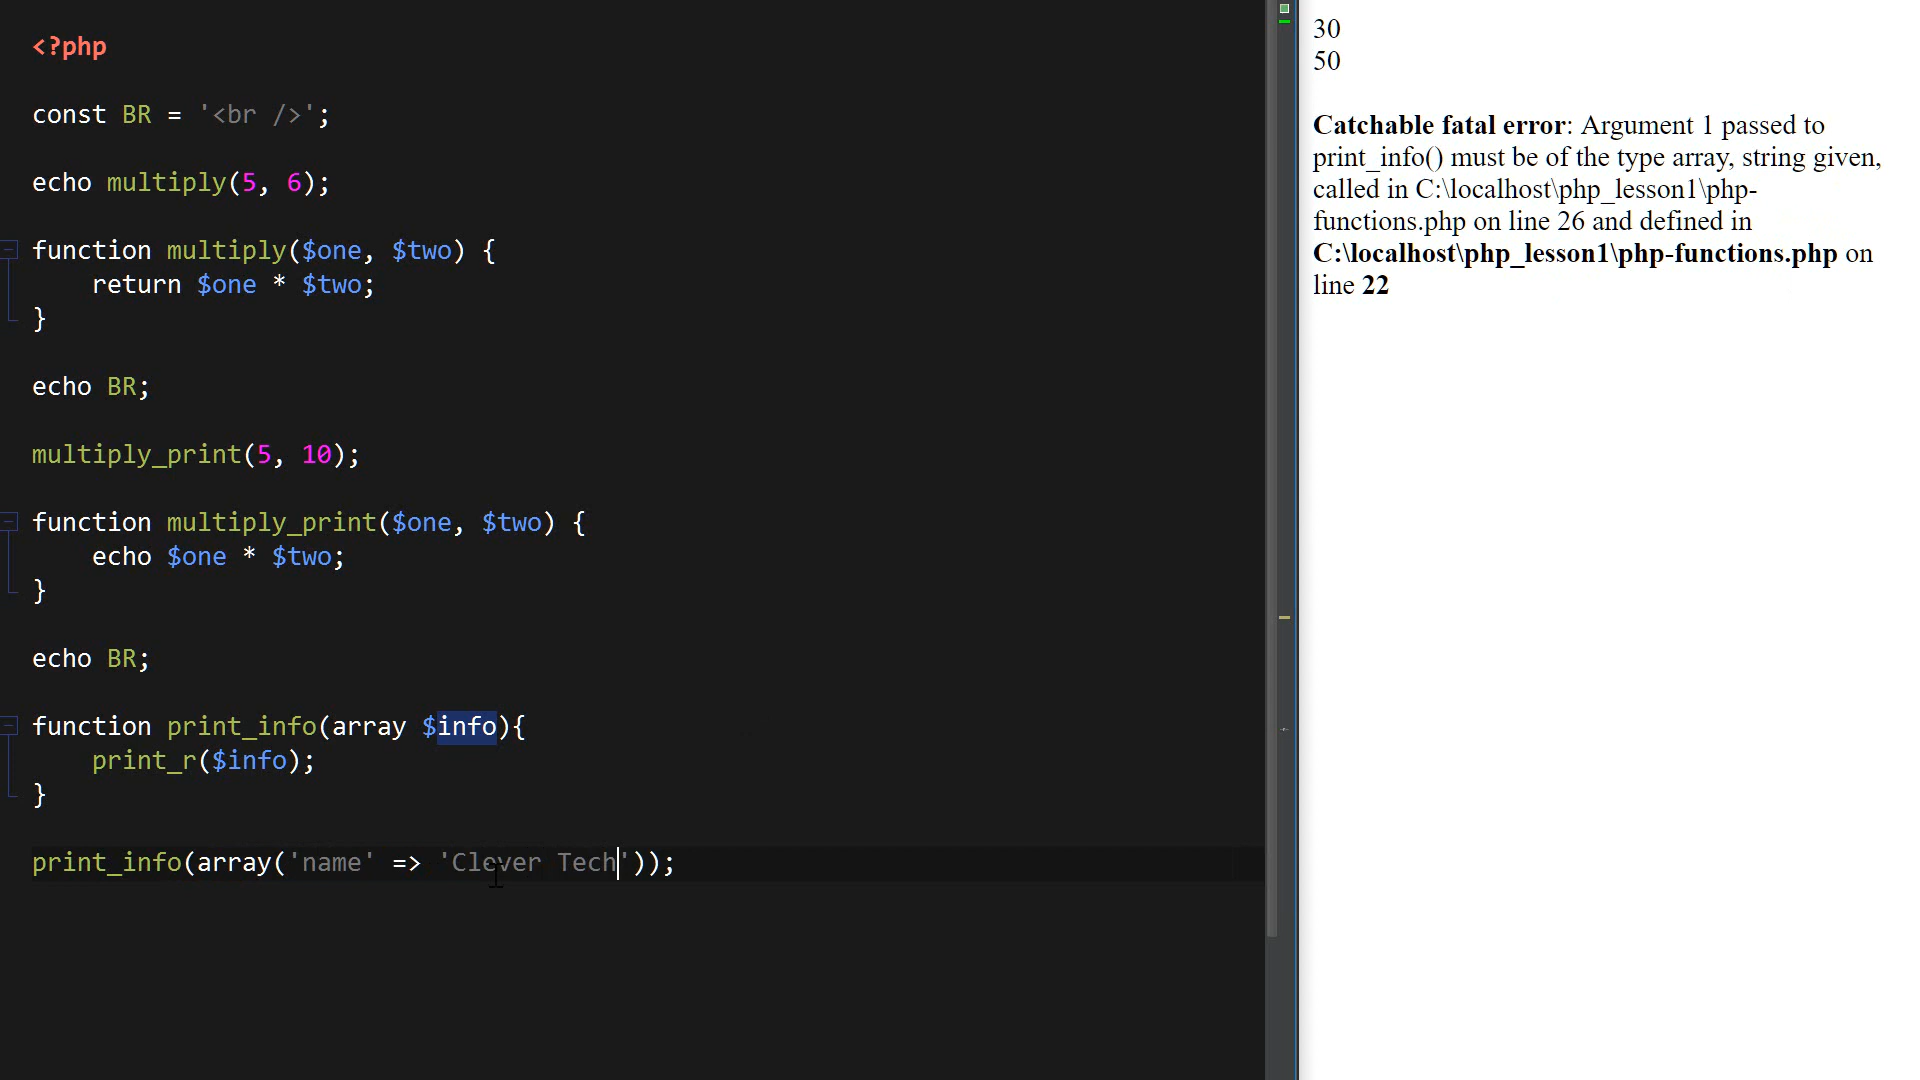 <?php
const BR = '<br />';
echo multiply(5, 6);
function multiply($one, $two) {
    return $one * $two;
}
echo BR;
multiply_print(5, 10);
function multiply_print($one, $two) {
    echo $one * $two;
}
echo BR;
function print_info(array $info){
    print_r($info);
}
print_info(array('name' => 'Clever Tech'));
30
50
Catchable fatal error: Argument 1 passed to
print_info() must be of the type array, string given,
called in C:\localhost\php_lesson1\php-
functions.php on line 26 and defined in
C:\localhost\php_lesson1\php-functions.php on
line 22